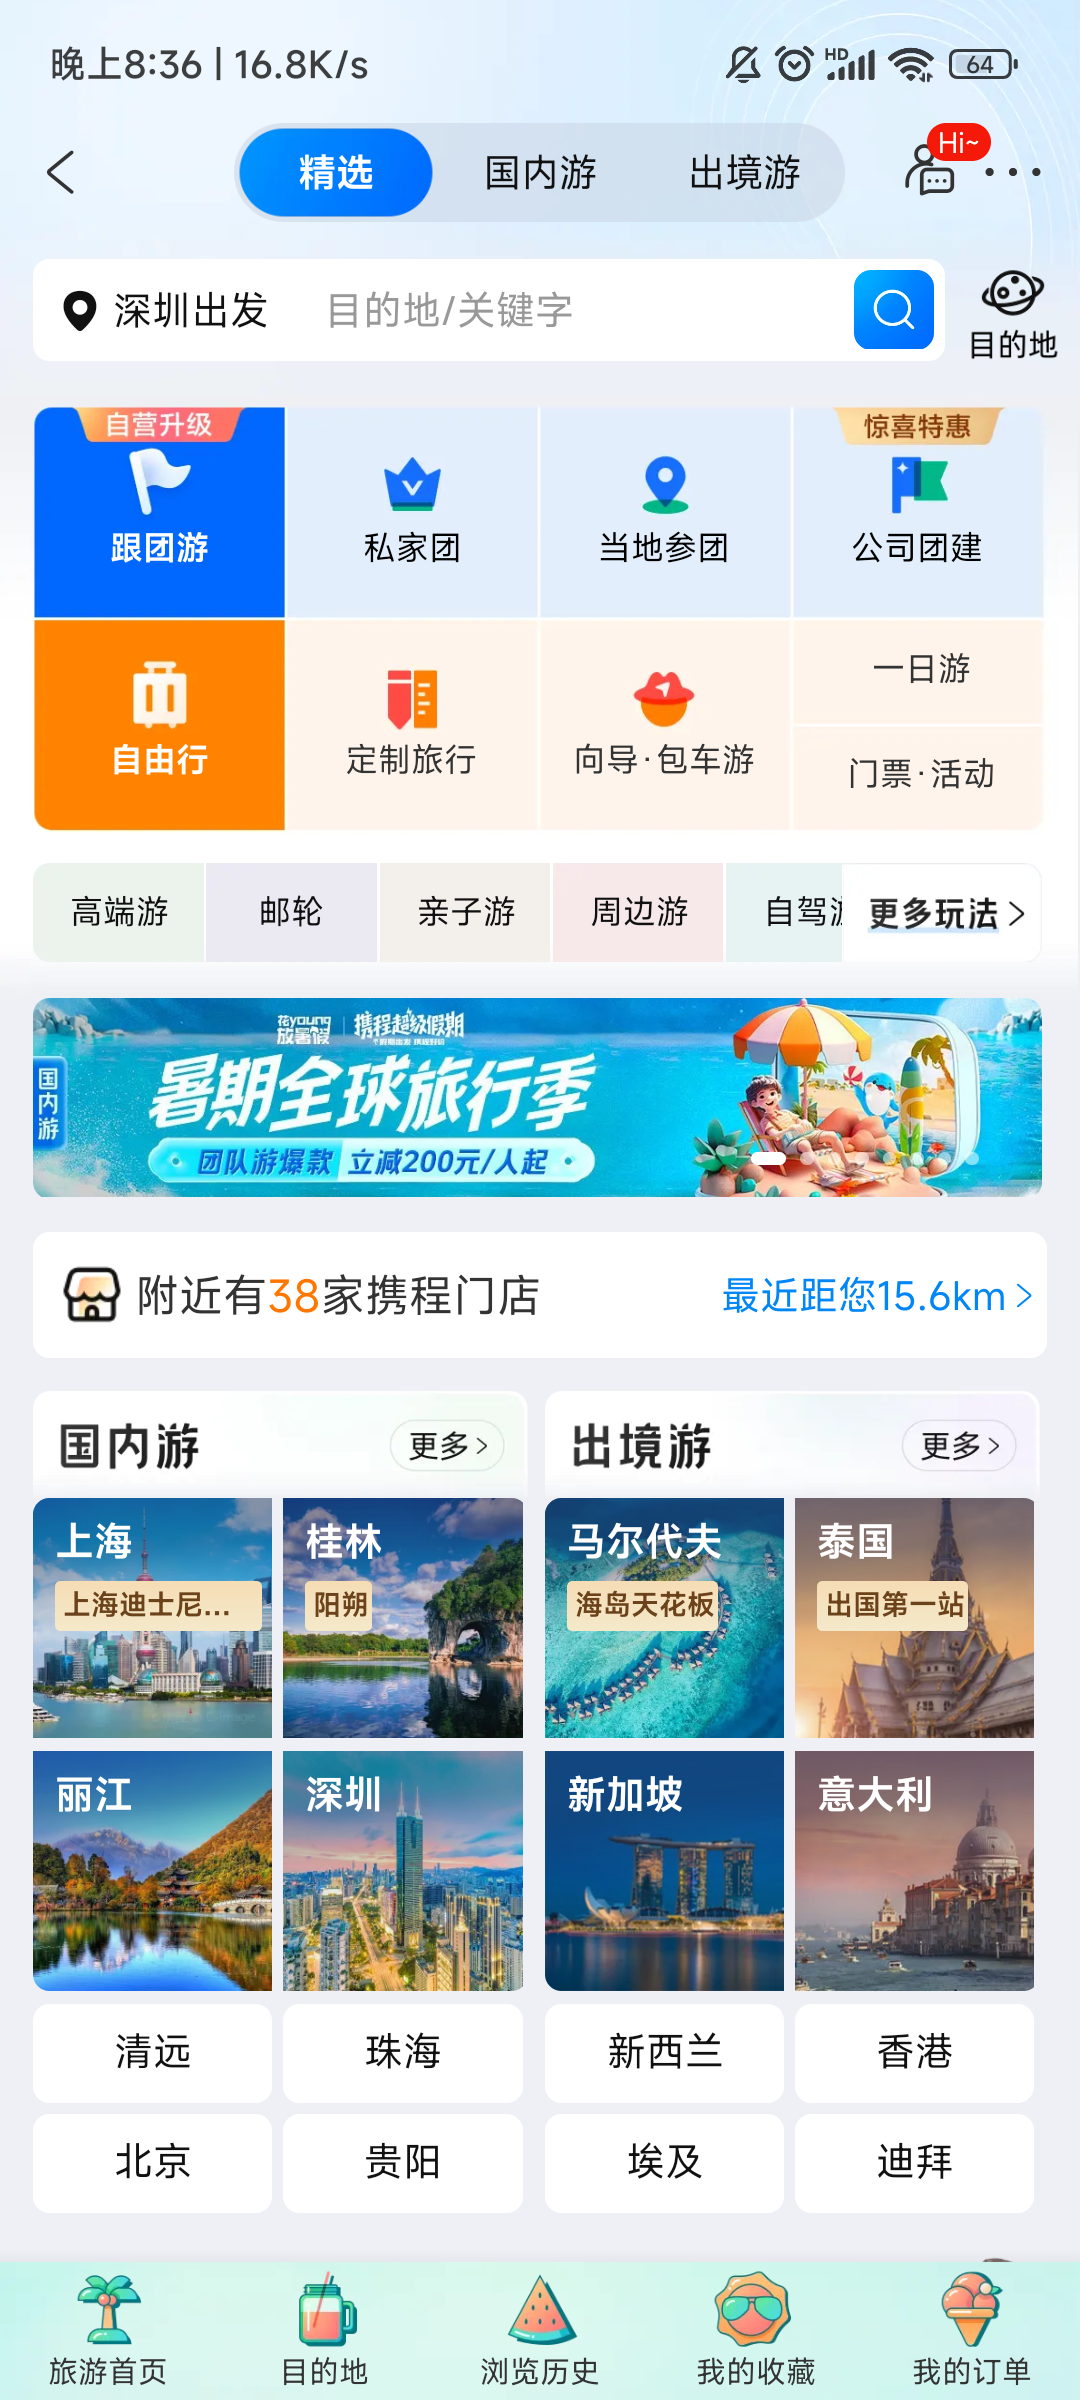 晚上8:36 | 16.8K/s
HD
64
精选
国内游
出境游
Hi~
深圳出发
目的地/关键字
目的地
自营升级
跟团游
私家团
当地参团
惊喜特惠
公司团建
自由行
定制旅行
向导·包车游
一日游
门票·活动
高端游
邮轮
亲子游
周边游
自驾游
更多玩法
花young放暑假
携程超级假期
国内游
暑期全球旅行季
团队游爆款 立减200元/人起
附近有38家携程门店
最近距您15.6km
国内游
更多
出境游
更多
上海
上海迪士尼...
桂林
阳朔
马尔代夫
海岛天花板
泰国
出国第一站
丽江
深圳
新加坡
意大利
清远
珠海
新西兰
香港
北京
贵阳
埃及
迪拜
旅游首页
目的地
浏览历史
我的收藏
我的订单